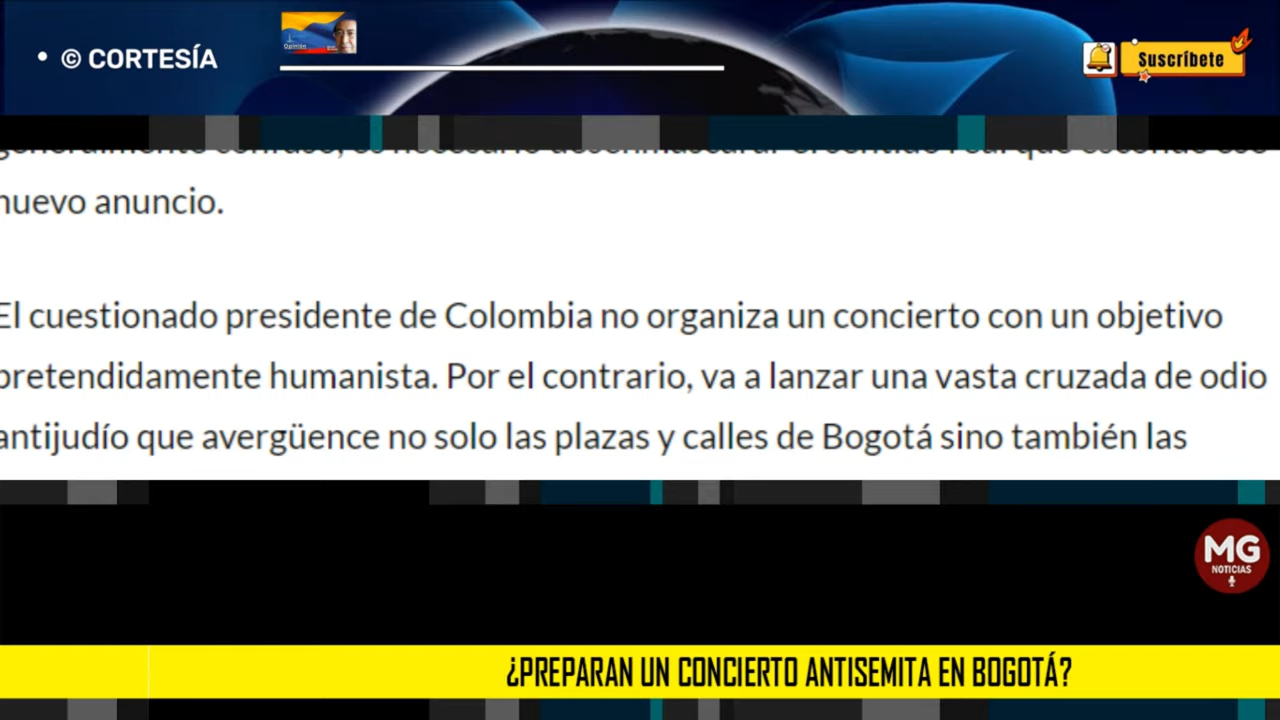 • © CORTESÍA
Opinión
Suscríbete
nuevo anuncio.
El cuestionado presidente de Colombia no organiza un concierto con un objetivo
pretendidamente humanista. Por el contrario, va a lanzar una vasta cruzada de odio
antijudío que avergüence no solo las plazas y calles de Bogotá sino también las
MG
NOTICIAS
¿PREPARAN UN CONCIERTO ANTISEMITA EN BOGOTÁ?